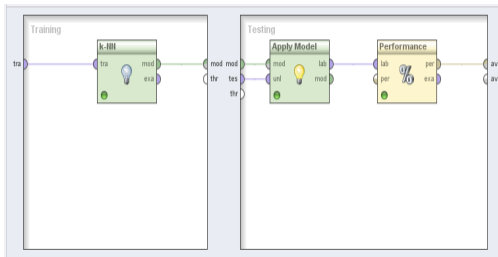 Training
k-NN
tra
tra
mod
exa
mod
thr
Testing
Apply Model
mod
tes
thr
mod
unl
lab
mod
Performance
lab
per
%
per
exa
av
av